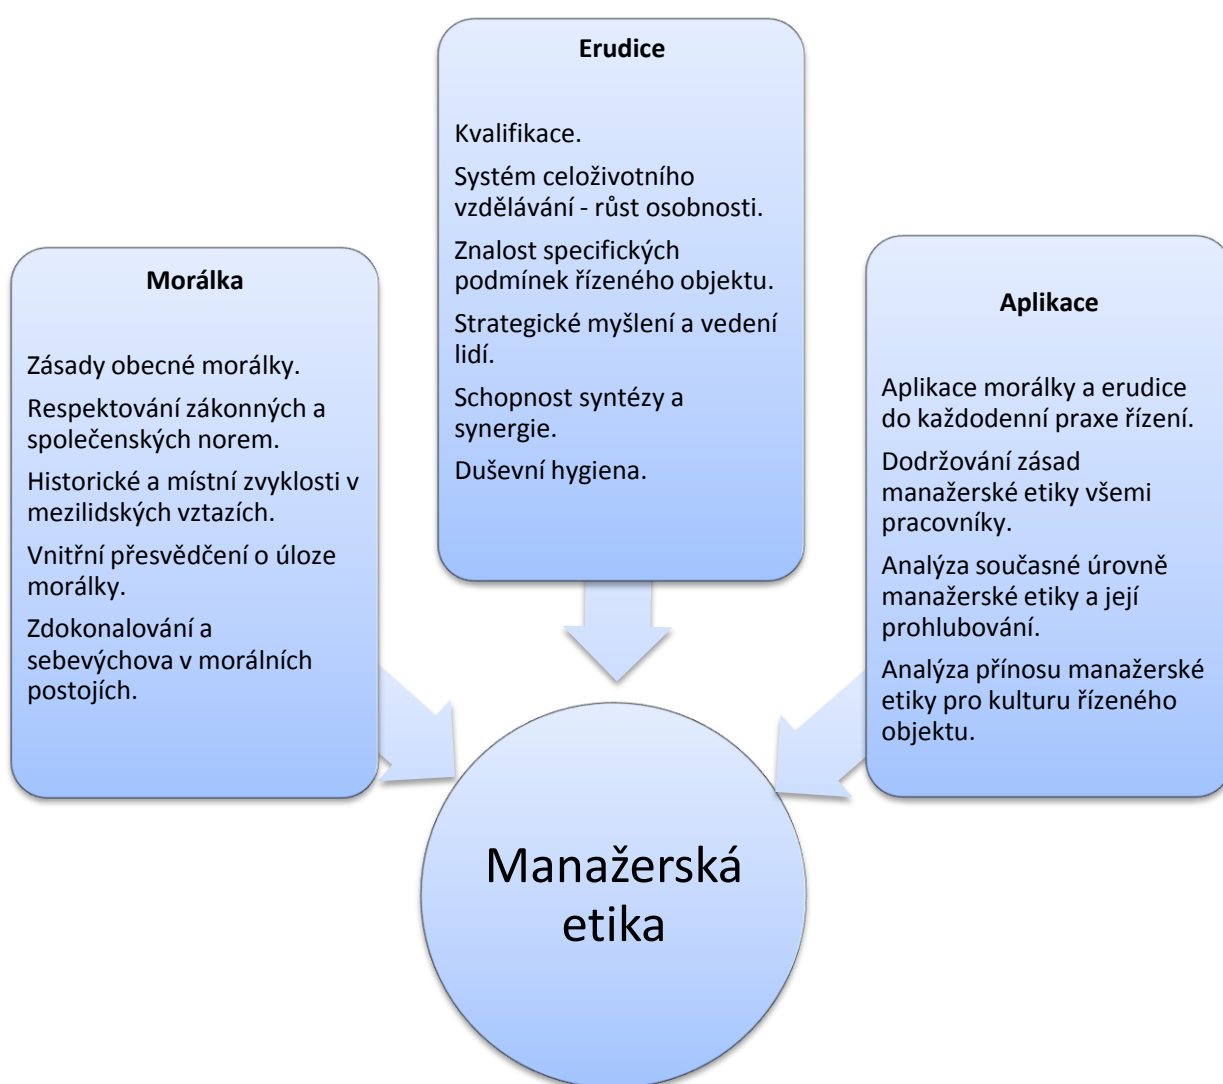 Erudice
Kvalifikace.
Systém celoživotního
vzdělávání - růst osobnosti.
Znalost specifických
podmínek řízeného objektu.
Strategické myšlení a vedení
lidí.
Schopnost syntézy a
synergie.
Duševní hygiena.
Morálka
Zásady obecné morálky.
Respektování zákonných a
společenských norem.
Historické a místní zvyklosti v
mezilidských vztazích.
Vnitřní přesvědčení o úloze
morálky.
Zdokonalování a
sebevýchova v morálních
postojích.
Aplikace
Aplikace morálky a erudice
do každodenní praxe řízení.
Dodržování zásad
manažerské etiky všemi
pracovníky.
Analýza současné úrovně
manažerské etiky a její
prohlubování.
Analýza přínosu manažerské
etiky pro kulturu řízeného
objektu.
Manažerská
etika